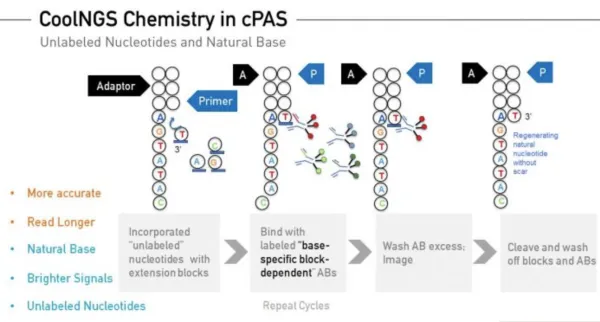 CoolNGS Chemistry in cPAS
Unlabeled Nucleotides and Natural Base
Adaptor
Primer
A
G
T
A
T
A
C
T
3'
C
A
G
A
P
A
T
G
T
A
T
A
C
A
P
A
T
G
T
A
T
A
C
A
P
A
T
3'
G
T
A
T
A
C
Regenerating
natural
nucleotide
without
scar
• More accurate
• Read Longer
• Natural Base
• Brighter Signals
• Unlabeled Nucleotides
Incorporated
"unlabeled"
nucleotides with
extension blocks
Bind with
labeled "base-
specific block-
dependent" ABs
Wash AB excess;
Image
Cleave and wash
off blocks and ABs
Repeat Cycles